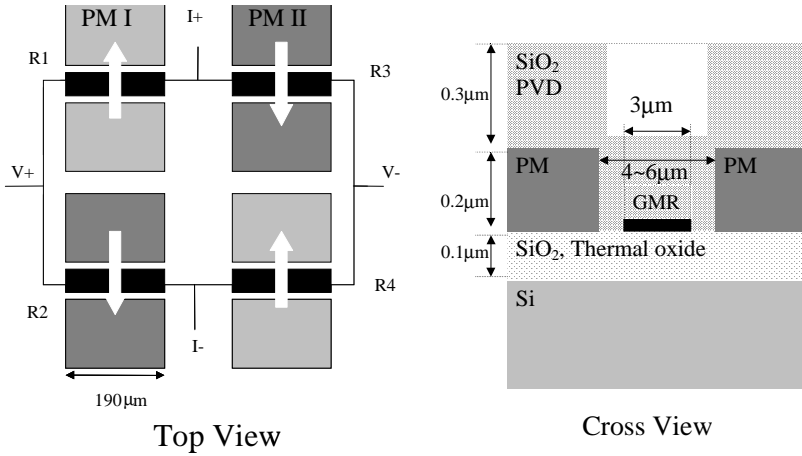 PM I
I+
PM II
R1
R3
V+
V-
R2
R4
I-
190μm
Top View
SiO2
PVD
0.3μm
3μm
PM
PM
4~6μm
0.2μm
GMR
0.1μm
SiO2, Thermal oxide
Si
Cross View